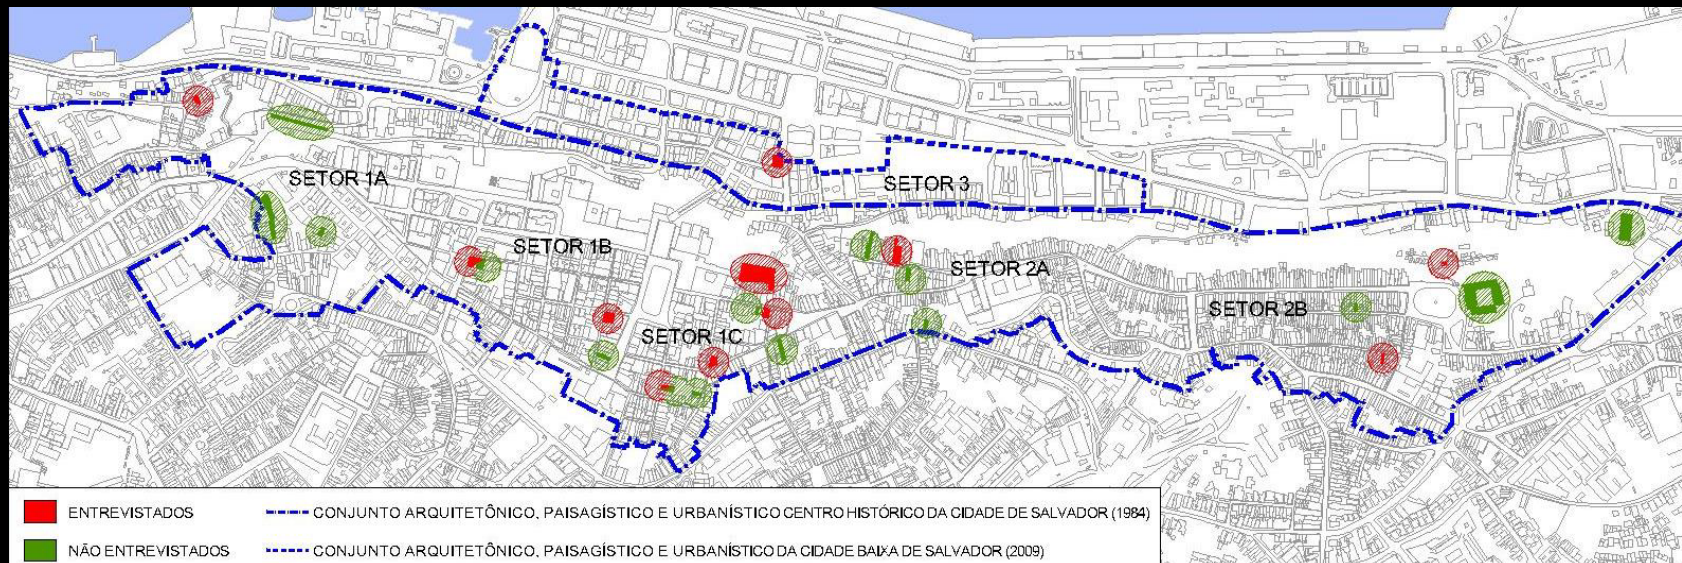 SETOR 1A
SETOR 3
SETOR 1B
SETOR 2A
SETOR 2B
SETOR 1C
ENTREVISTADOS
CONJUNTO ARQUITETÔNICO, PAISAGÍSTICO E URBANÍSTICO CENTRO HISTÓRICO DA CIDADE DE SALVADOR (1984)
NÃO ENTREVISTADOS
CONJUNTO ARQUITETÔNICO, PAISAGÍSTICO E URBANÍSTICO DA CIDADE BAIXA DE SALVADOR (2009)